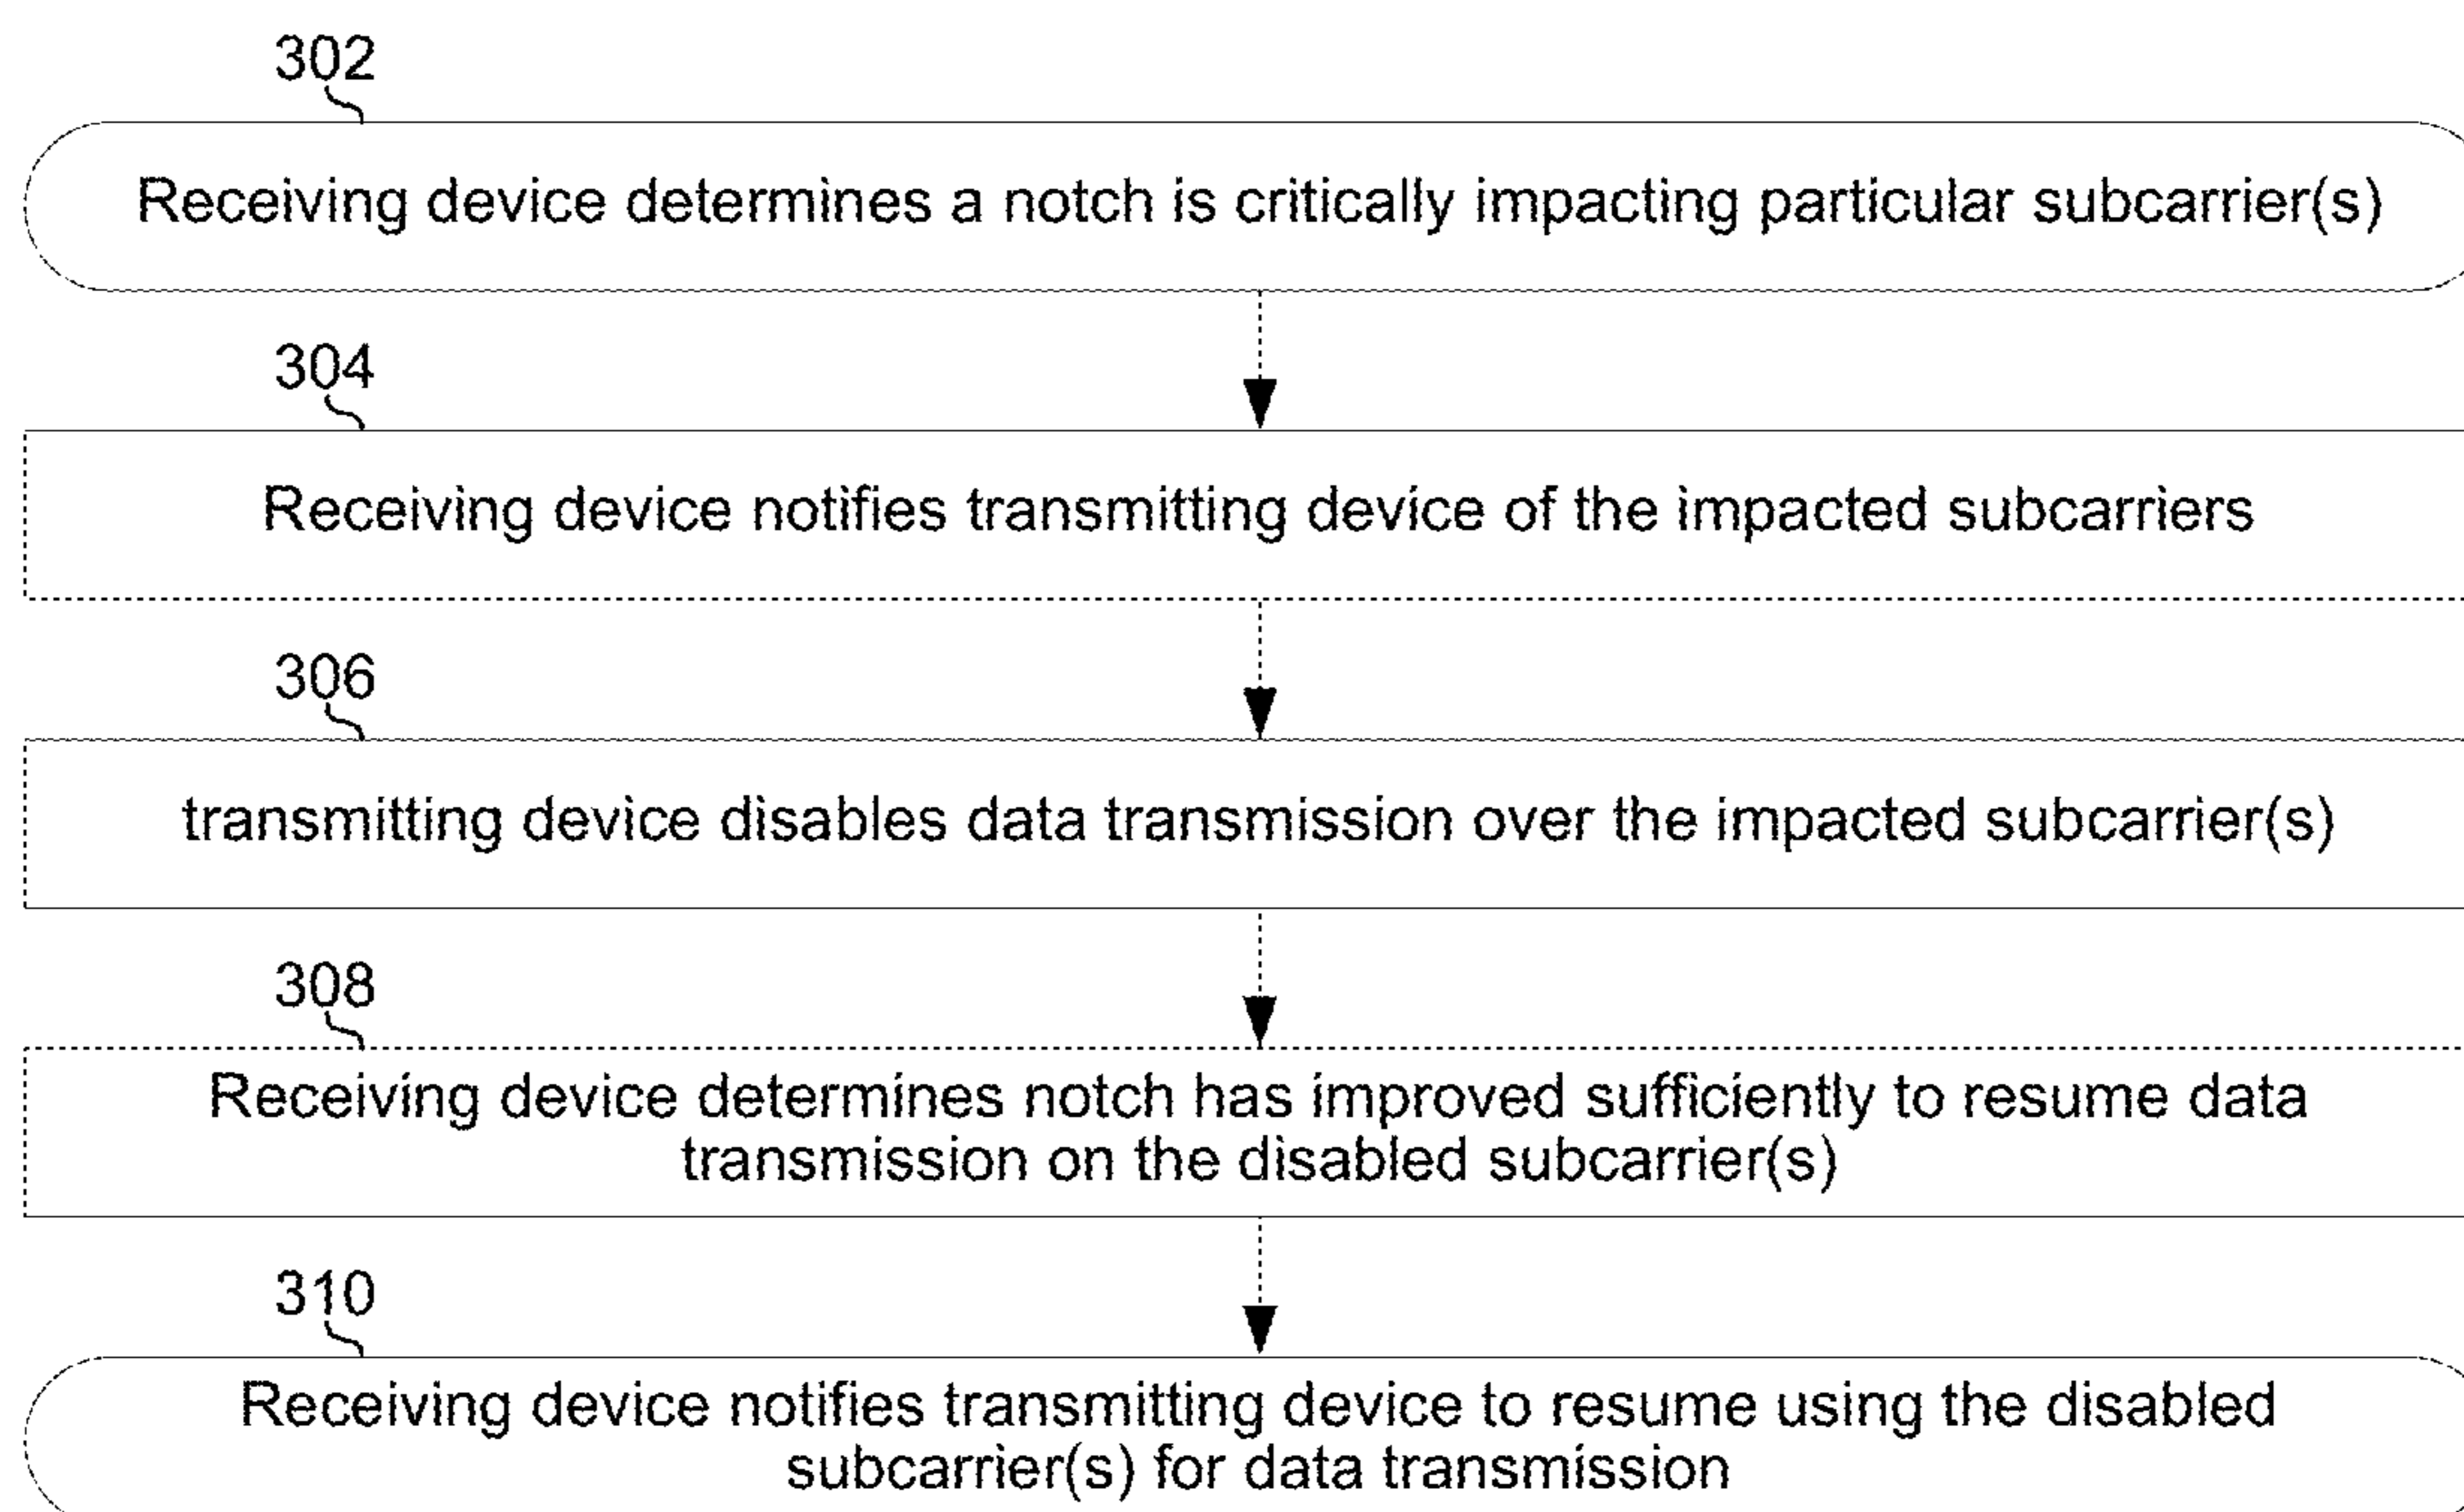 302
Receiving device determines a notch is critically impacting particular subcarrier(s)
304
Receiving device notifies transmitting device of the impacted subcarriers
306
transmitting device disables data transmission over the impacted subcarrier(s)
308
Receiving device determines notch has improved sufficiently to resume data
transmission on the disabled subcarrier(s)
310
Receiving device notifies transmitting device to resume using the disabled
subcarrier(s) for data transmission